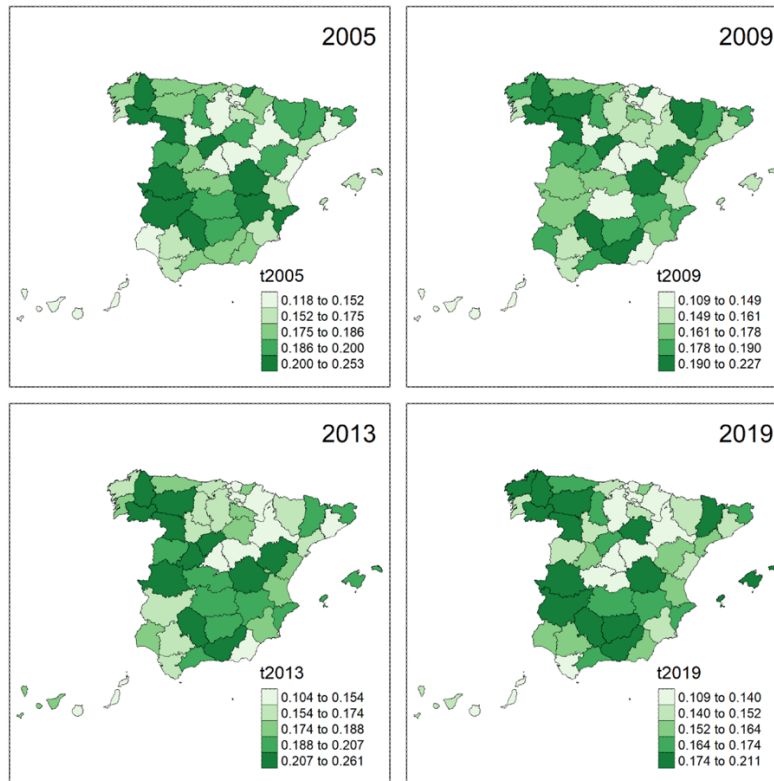 2005
t2005
0.118 to 0.152
0.152 to 0.175
0.175 to 0.186
0.186 to 0.200
0.200 to 0.253
2009
t2009
0.109 to 0.149
0.149 to 0.161
0.161 to 0.178
0.178 to 0.190
0.190 to 0.227
2013
t2013
0.104 to 0.154
0.154 to 0.174
0.174 to 0.188
0.188 to 0.207
0.207 to 0.261
2019
t2019
0.109 to 0.140
0.140 to 0.152
0.152 to 0.164
0.164 to 0.174
0.174 to 0.211